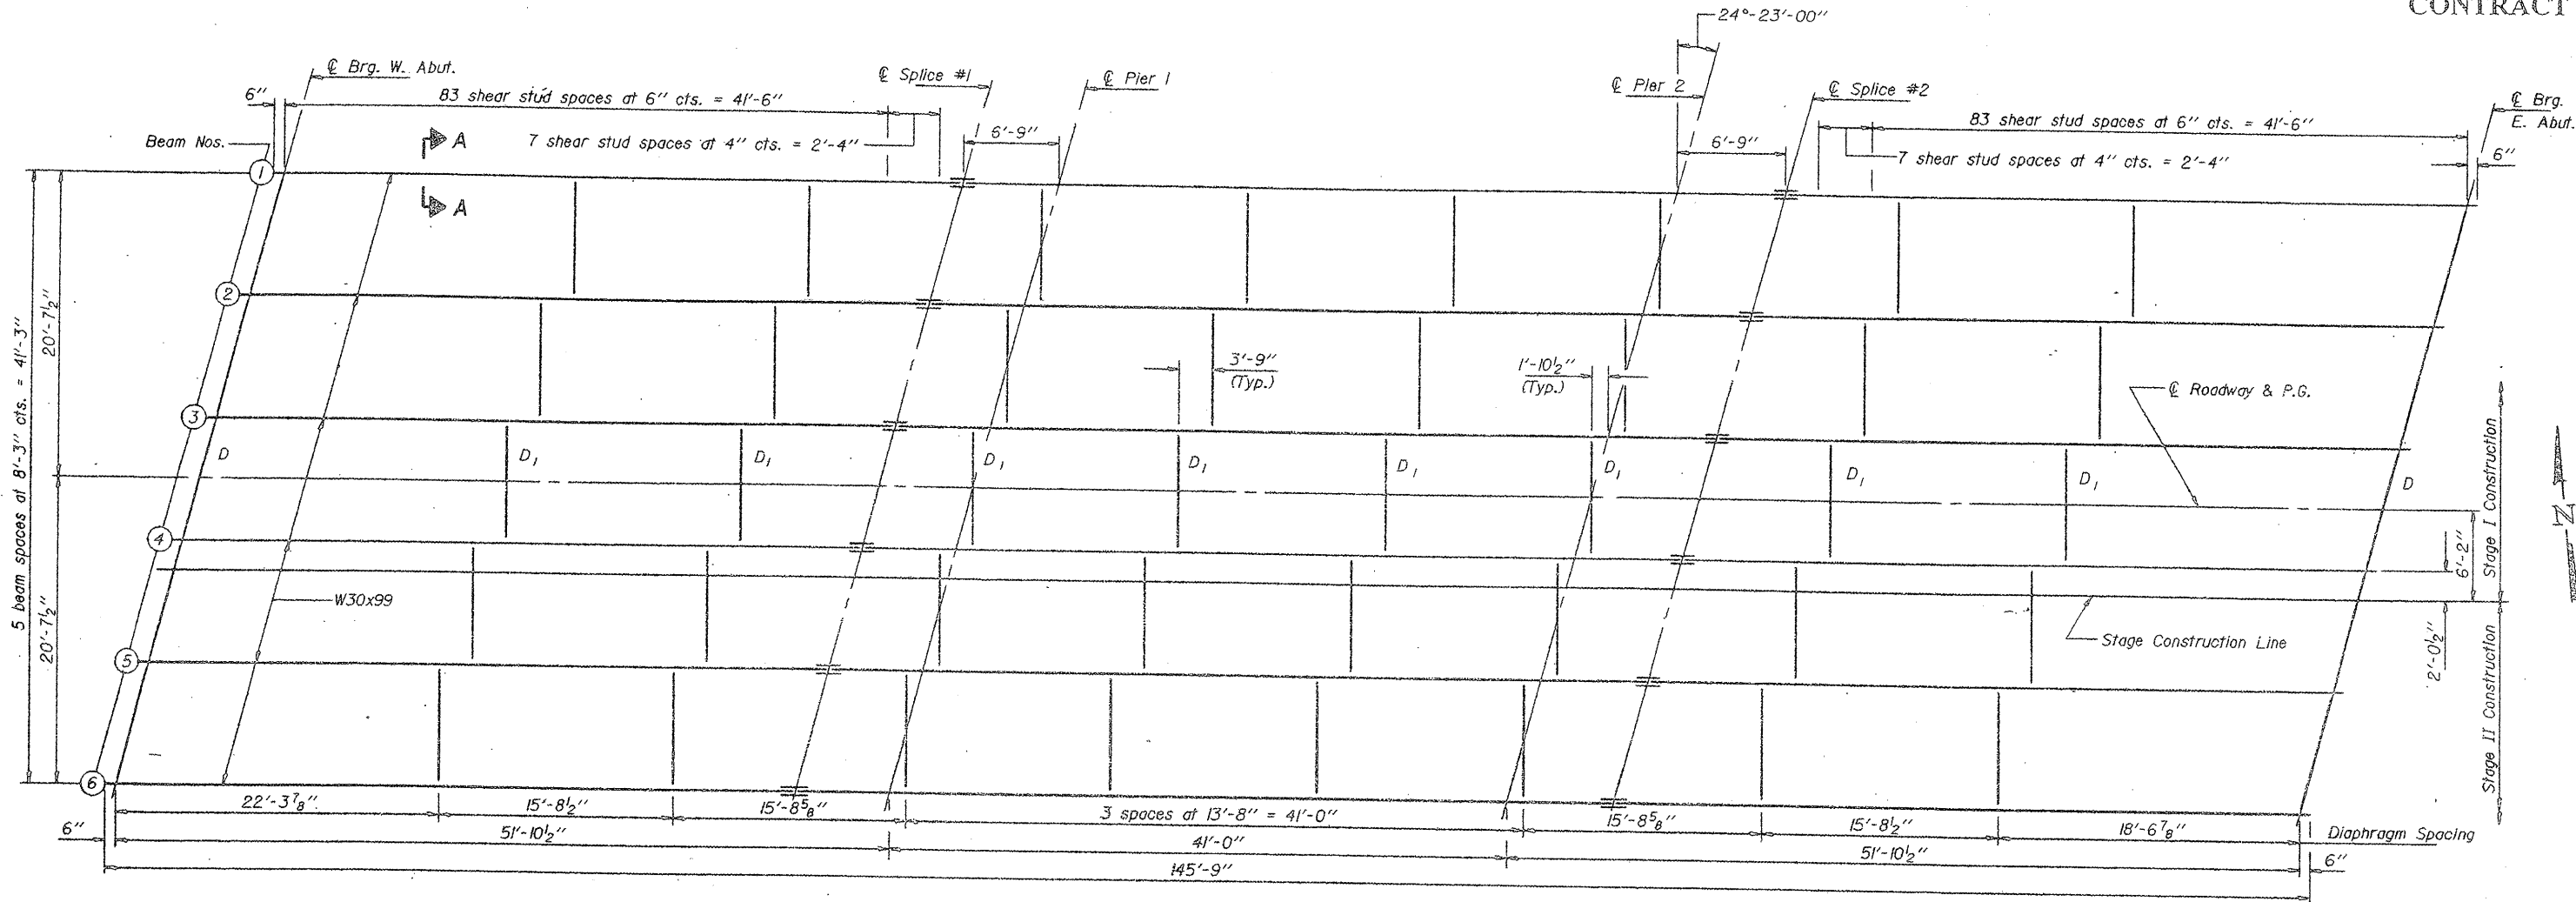 CONTRACT
24°-23'-00"
℄ Brg. W. Abut.
℄ Splice #1
℄ Pier 1
℄ Pier 2
℄ Splice #2
℄ Brg.
E. Abut.
6"
83 shear stud spaces at 6" cts. = 41'-6"
83 shear stud spaces at 6" cts. = 41'-6"
Beam Nos.
A
7 shear stud spaces at 4" cts. = 2'-4"
6'-9"
6'-9"
7 shear stud spaces at 4" cts. = 2'-4"
6"
1
A
2
20'-7½"
3'-9"
(Typ.)
1'-10½"
(Typ.)
℄ Roadway & P.G.
3
D
D1
D1
D1
D1
D1
D1
D1
D1
D
5 beam spaces at 8'-3" cts. = 41'-3"
Stage I Construction
N
4
6'-2"
W30x99
20'-7½"
Stage Construction Line
5
2'-0½"
Stage II Construction
6
22'-3⅞"
15'-8½"
15'-8⅝"
3 spaces at 13'-8" = 41'-0"
15'-8⅝"
15'-8½"
18'-6⅞"
Diaphragm Spacing
6"
51'-10½"
41'-0"
51'-10½"
6"
145'-9"